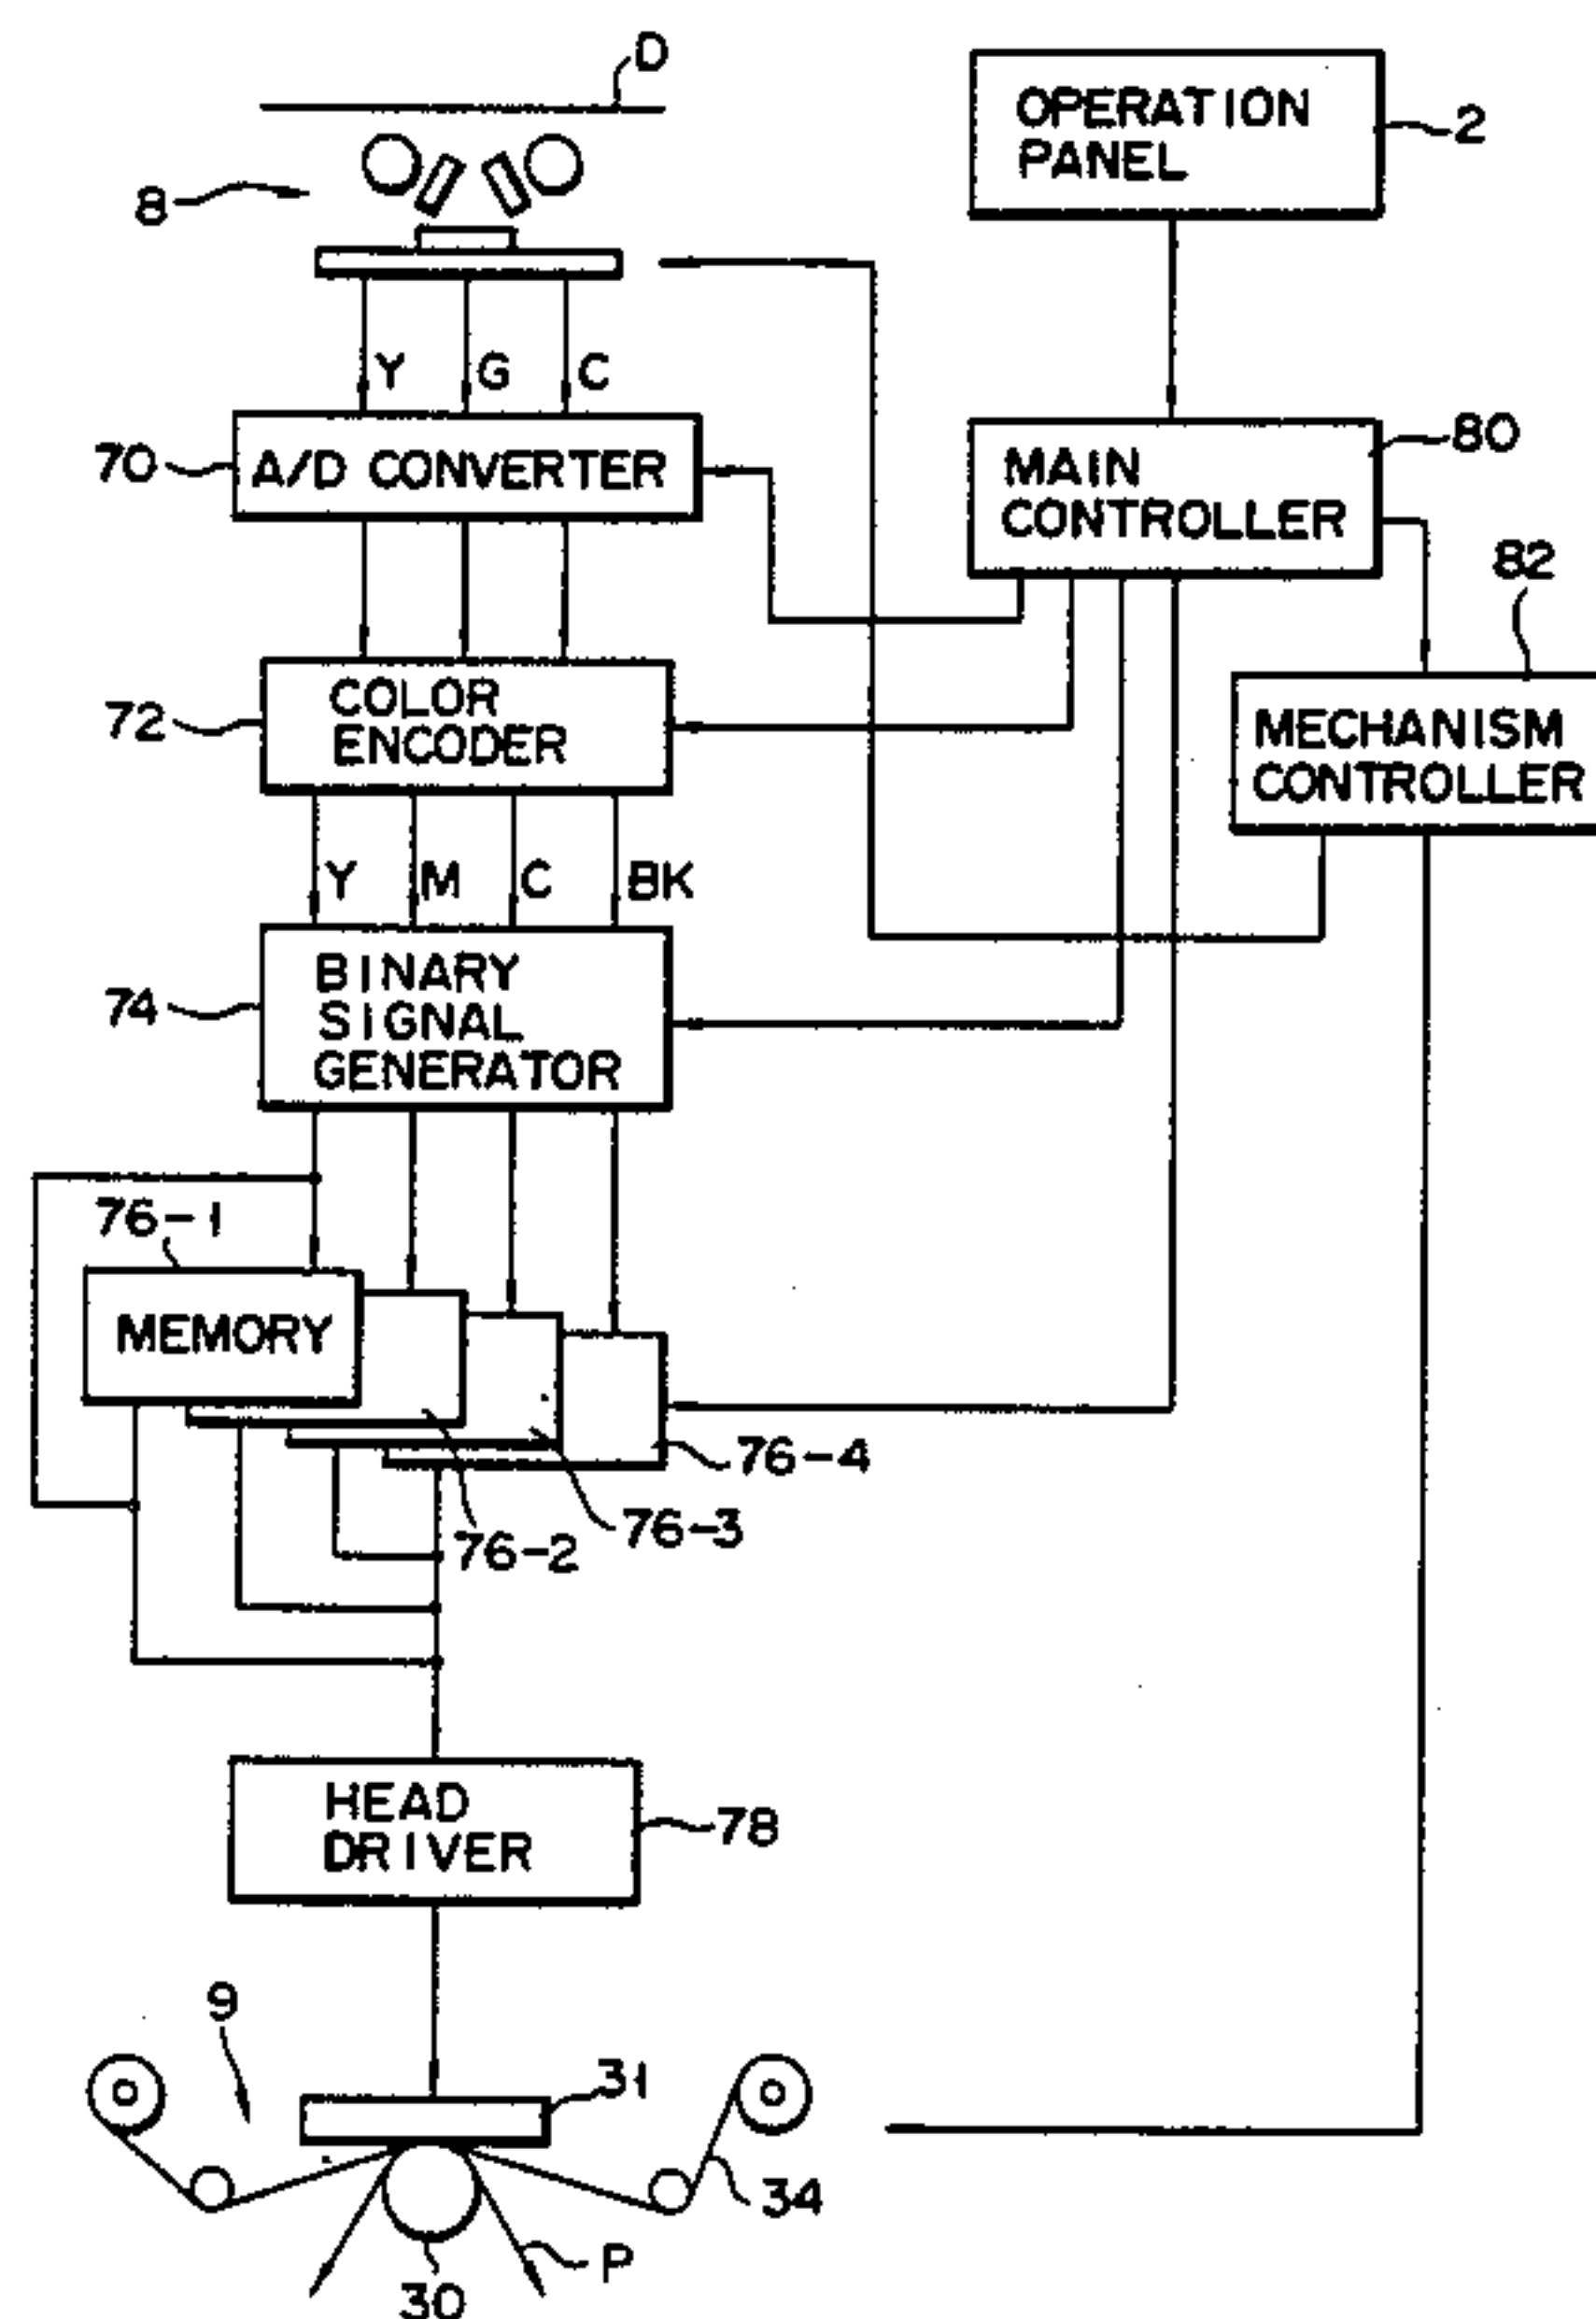 D
OPERATION
PANEL
2
8
Y G C
70
A/D CONVERTER
MAIN
CONTROLLER
80
82
72
COLOR
ENCODER
MECHANISM
CONTROLLER
Y M C BK
74
BINARY
SIGNAL
GENERATOR
76-1
MEMORY
76-4
76-3
76-2
HEAD
DRIVER
78
9
31
34
P
30